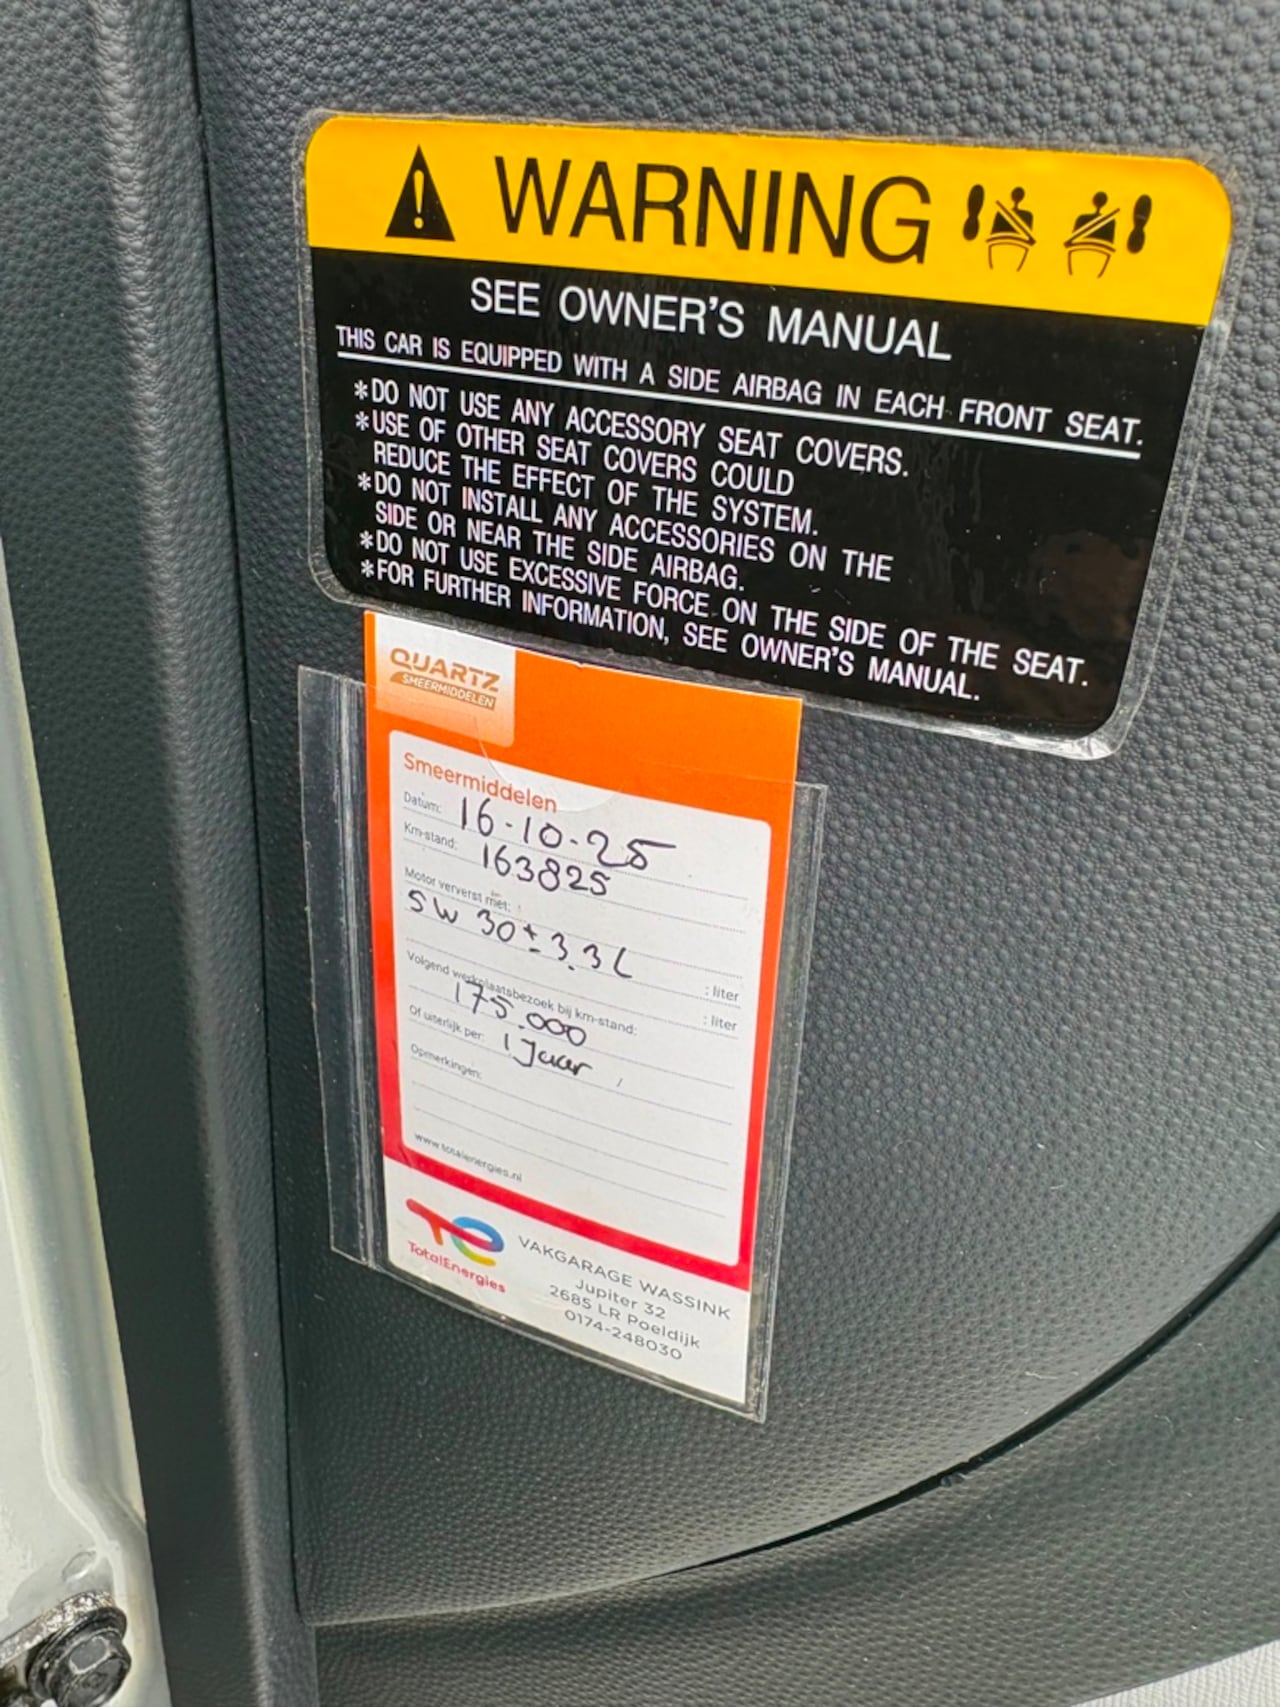 WARNING
SEE OWNER'S MANUAL
THIS CAR IS EQUIPPED WITH A SIDE AIRBAG IN EACH FRONT SEAT.
*DO NOT USE ANY ACCESSORY SEAT COVERS.
*USE OF OTHER SEAT COVERS COULD
REDUCE THE EFFECT OF THE SYSTEM.
*DO NOT INSTALL ANY ACCESSORIES ON THE
SIDE OR NEAR THE SIDE AIRBAG.
*DO NOT USE EXCESSIVE FORCE ON THE SIDE OF THE SEAT.
*FOR FURTHER INFORMATION, SEE OWNER'S MANUAL.
QUARTZ
SMEERMIDDELEN
Smeermiddelen
Datum: 16-10-25
Km-stand: 163825
Motor ververst met:
5W 30 ± 3.3L
: liter
: liter
Volgend werkplaatsbezoek bij km-stand:
175.000
Of uiterlijk per: 1 Jaar
Opmerkingen:
www.totalenergies.nl
TotalEnergies
VAKGARAGE WASSINK
Jupiter 32
2685 LR Poeldijk
0174-248030